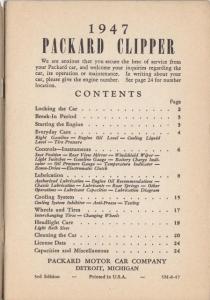 1947
PACKARD CLIPPER
We are anxious that you secure the best of service from
your Packard car, and welcome your inquiries regarding the
car, its operation or maintenance. In writing about your
car, please give the engine number. See page 24 for number
location.
CONTENTS
Page
Locking the Car 2
Break-In Period 2
Starting the Engine 3
Everyday Care 4
Right Gasoline — Engine Oil Level — Cooling Liquid
Level — Tire Pressure
Controls—Instruments 6
Seat Position — Rear View Mirror — Windshield Wiper —
Light Switches — Gasoline Gauge — Battery Charge Indi-
cator — Oil Pressure Gauge — Temperature Indicator —
Econo-Drive — Electromatic Clutch
Lubrication 8
Authorized Lubrication — Engine Oil Recommendations —
Chassis Lubrication — Lubricants — Rear Springs — Other
Operations — Lubricant Capacities — Lubrication Diagram
Cooling System 15
Cooling System Inhibitor — Anti-Freeze — Testing
Wheels and Tires 17
Interchanging Tires — Changing Wheels
Headlight Care 19
Light Bulb Sizes
Cleaning the Car 20
License Data 24
Capacities and Miscellaneous 24
PACKARD MOTOR CAR COMPANY
DETROIT, MICHIGAN
3rd Edition Printed in U.S.A. 5M-6-47